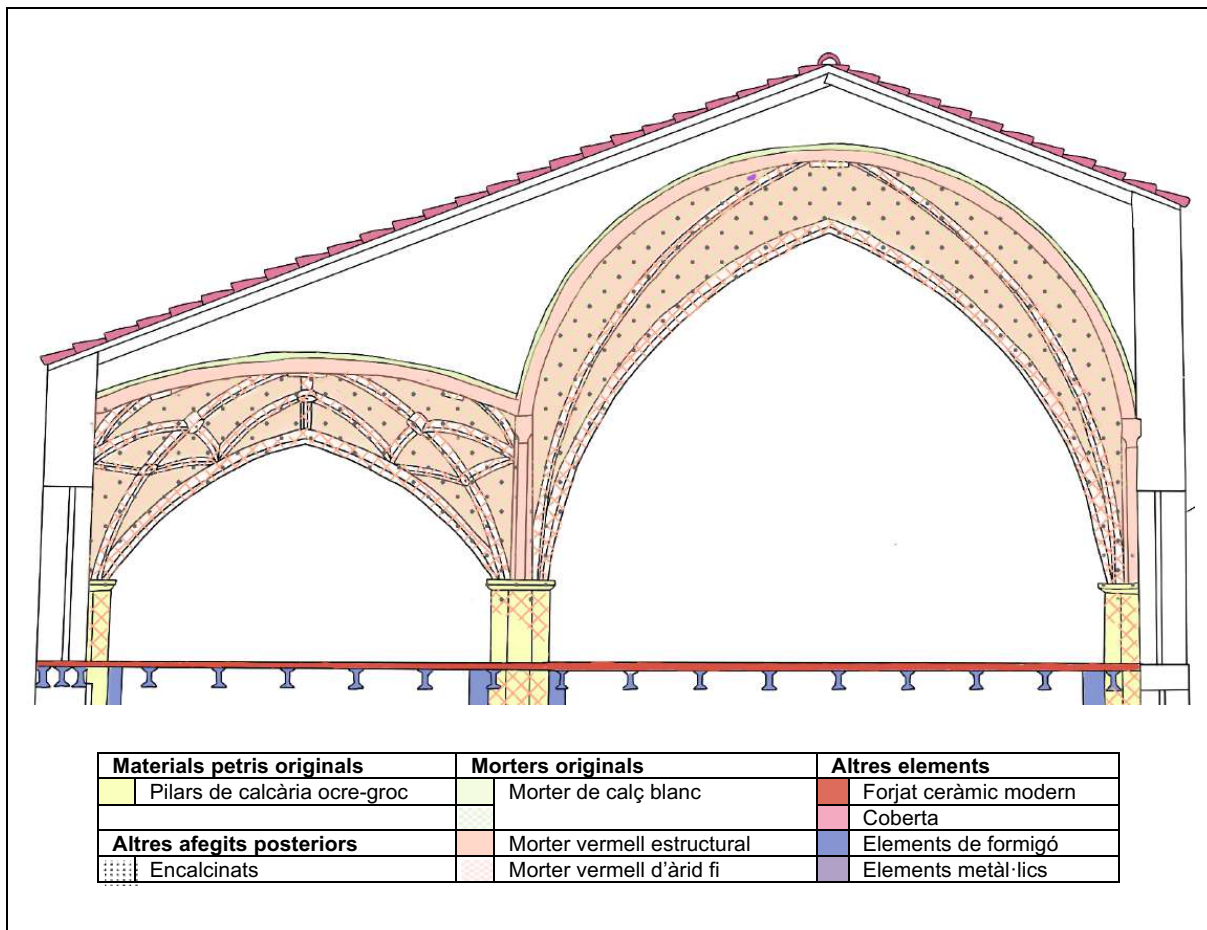 Materials petris originals Morters originals Altres elements
Pilars de calcària ocre-groc Morter de calç blanc Forjat ceràmic modern
Coberta
Altres afegits posteriors Morter vermell estructural Elements de formigó
Encalcinats Morter vermell d'àrid fi Elements metàl·lics